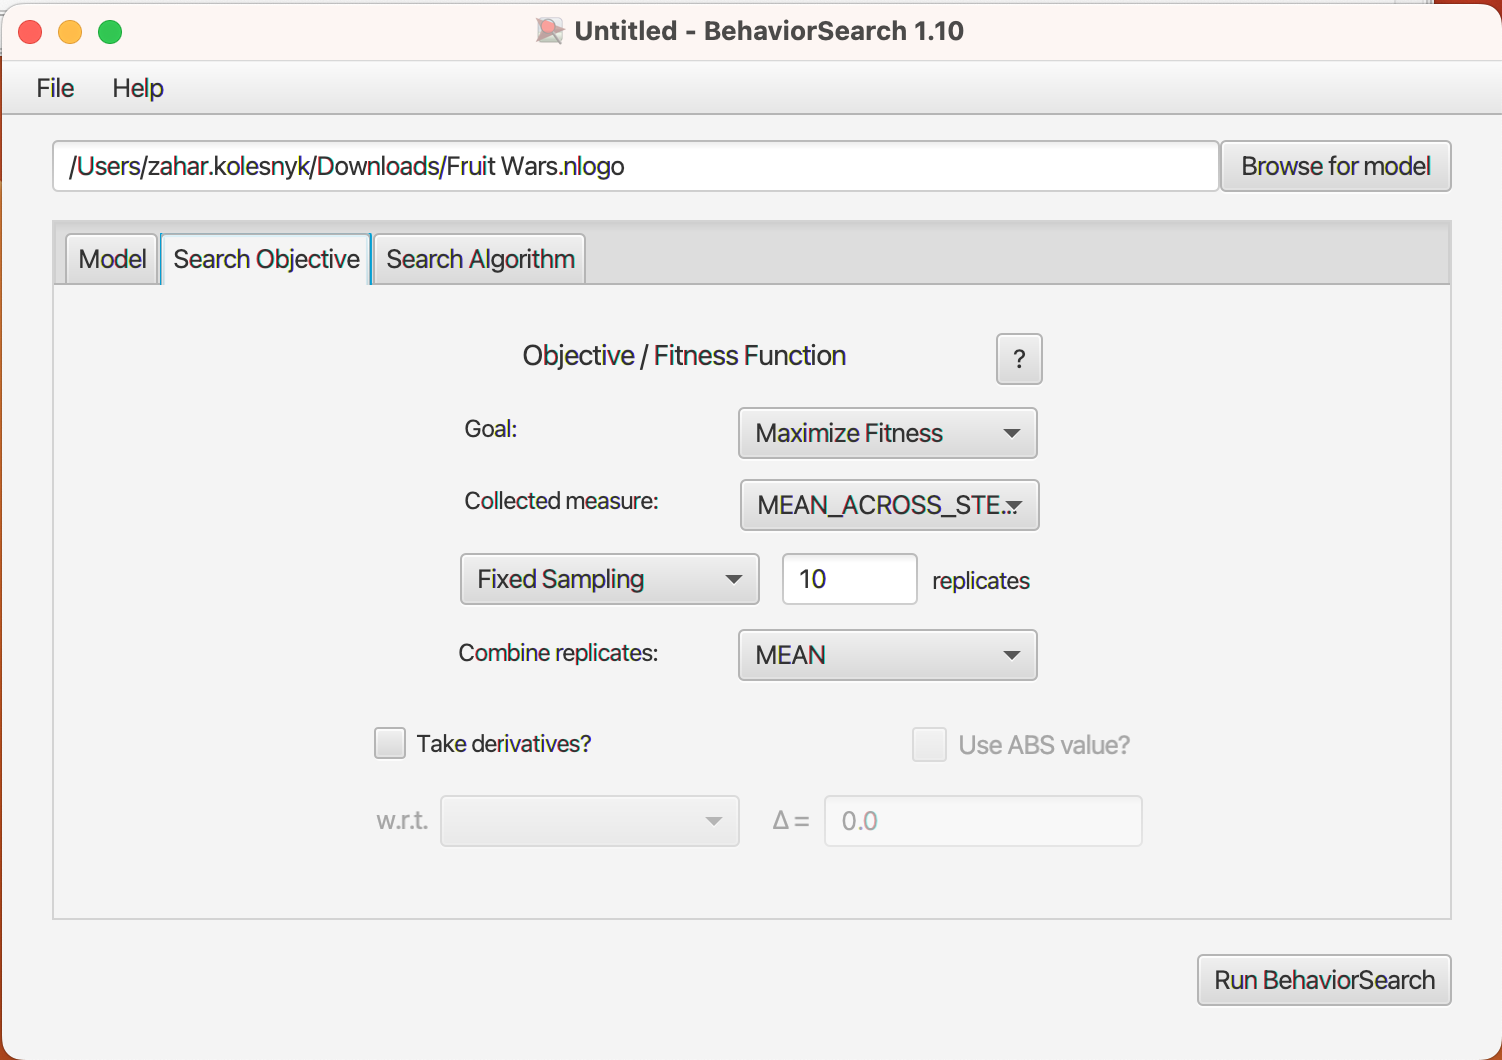 Untitled - BehaviorSearch 1.10
File Help
/Users/zahar.kolesnyk/Downloads/Fruit Wars.nlogo Browse for model
Model Search Objective Search Algorithm
Objective / Fitness Function ?
Goal: Maximize Fitness
Collected measure: MEAN_ACROSS_STE...
Fixed Sampling 10 replicates
Combine replicates: MEAN
Take derivatives? Use ABS value?
w.r.t. Δ = 0.0
Run BehaviorSearch